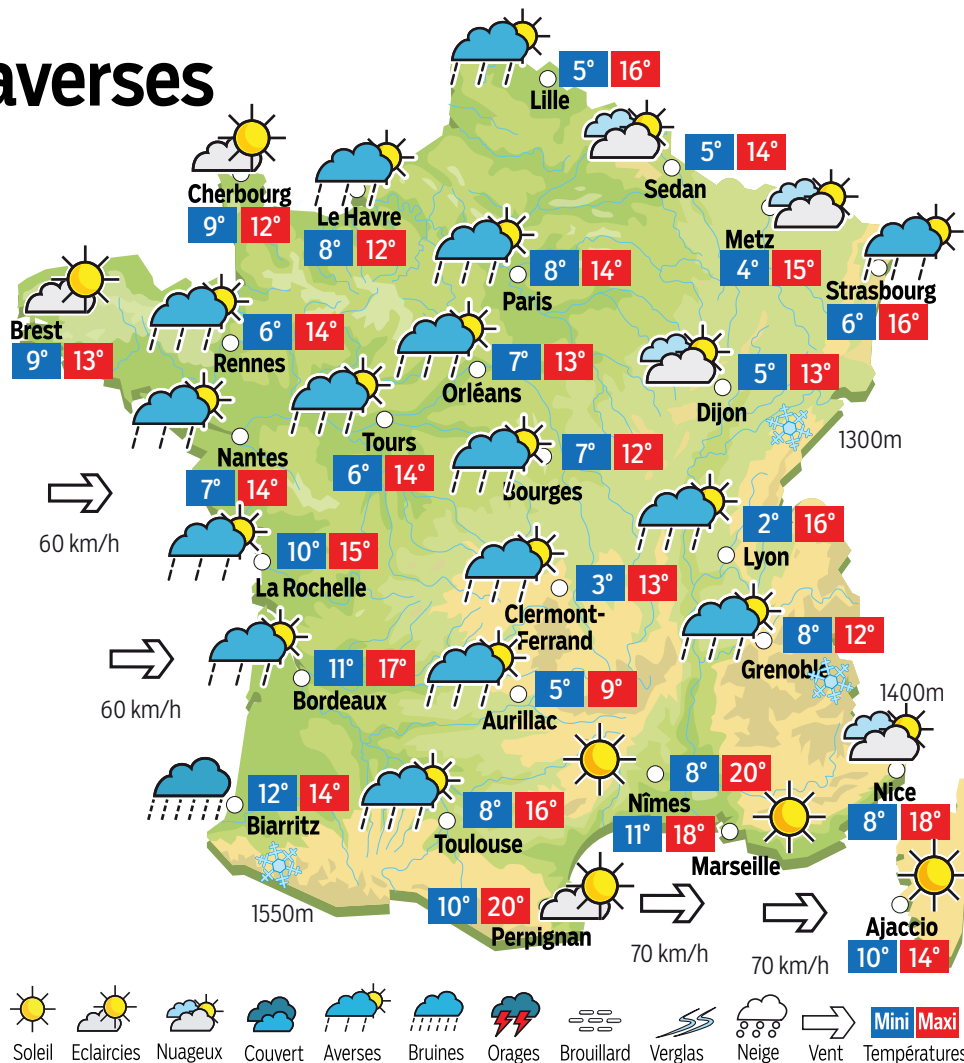 averses
5° 16°
Lille
5° 14°
Sedan
Cherbourg
9° 12°
Le Havre
8° 12°
Metz
4° 15°
8° 14°
Paris
Strasbourg
6° 16°
Brest
9° 13°
6° 14°
Rennes
7° 13°
Orléans
5° 13°
Dijon
1300m
Nantes
7° 14°
Tours
6° 14°
7° 12°
Bourges
60 km/h
2° 16°
Lyon
10° 15°
La Rochelle
3° 13°
Clermont-
Ferrand
8° 12°
Grenoble
11° 17°
Bordeaux
60 km/h
5° 9°
Aurillac
1400m
8° 20°
Nîmes
Nice
8° 18°
12° 14°
Biarritz
8° 16°
Toulouse
11° 18°
Marseille
1550m
10° 20°
Perpignan
70 km/h
70 km/h
Ajaccio
10° 14°
Mini Maxi
Soleil Eclaircies Nuageux Couvert Averses Bruines Orages Brouillard Verglas Neige Vent Températures